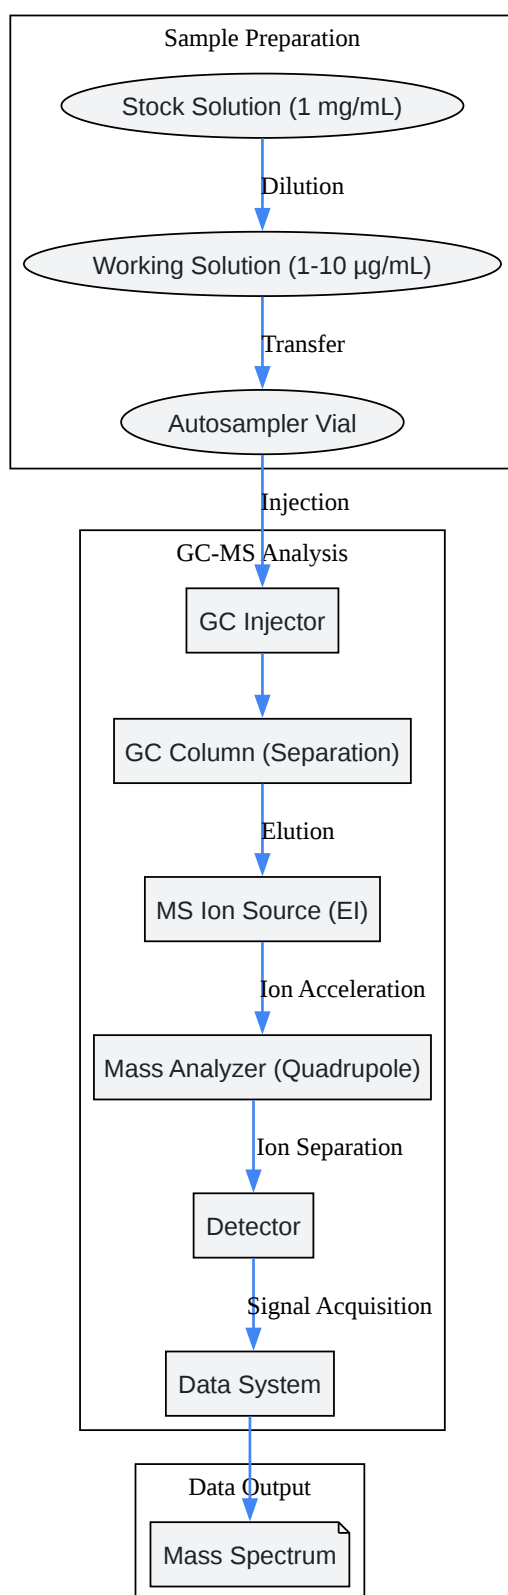 Sample Preparation
Stock Solution (1 mg/mL)
Dilution
Working Solution (1-10 µg/mL)
Transfer
Autosampler Vial
Injection
GC-MS Analysis
GC Injector
GC Column (Separation)
Elution
MS Ion Source (EI)
Ion Acceleration
Mass Analyzer (Quadrupole)
Ion Separation
Detector
Signal Acquisition
Data System
Data Output
Mass Spectrum